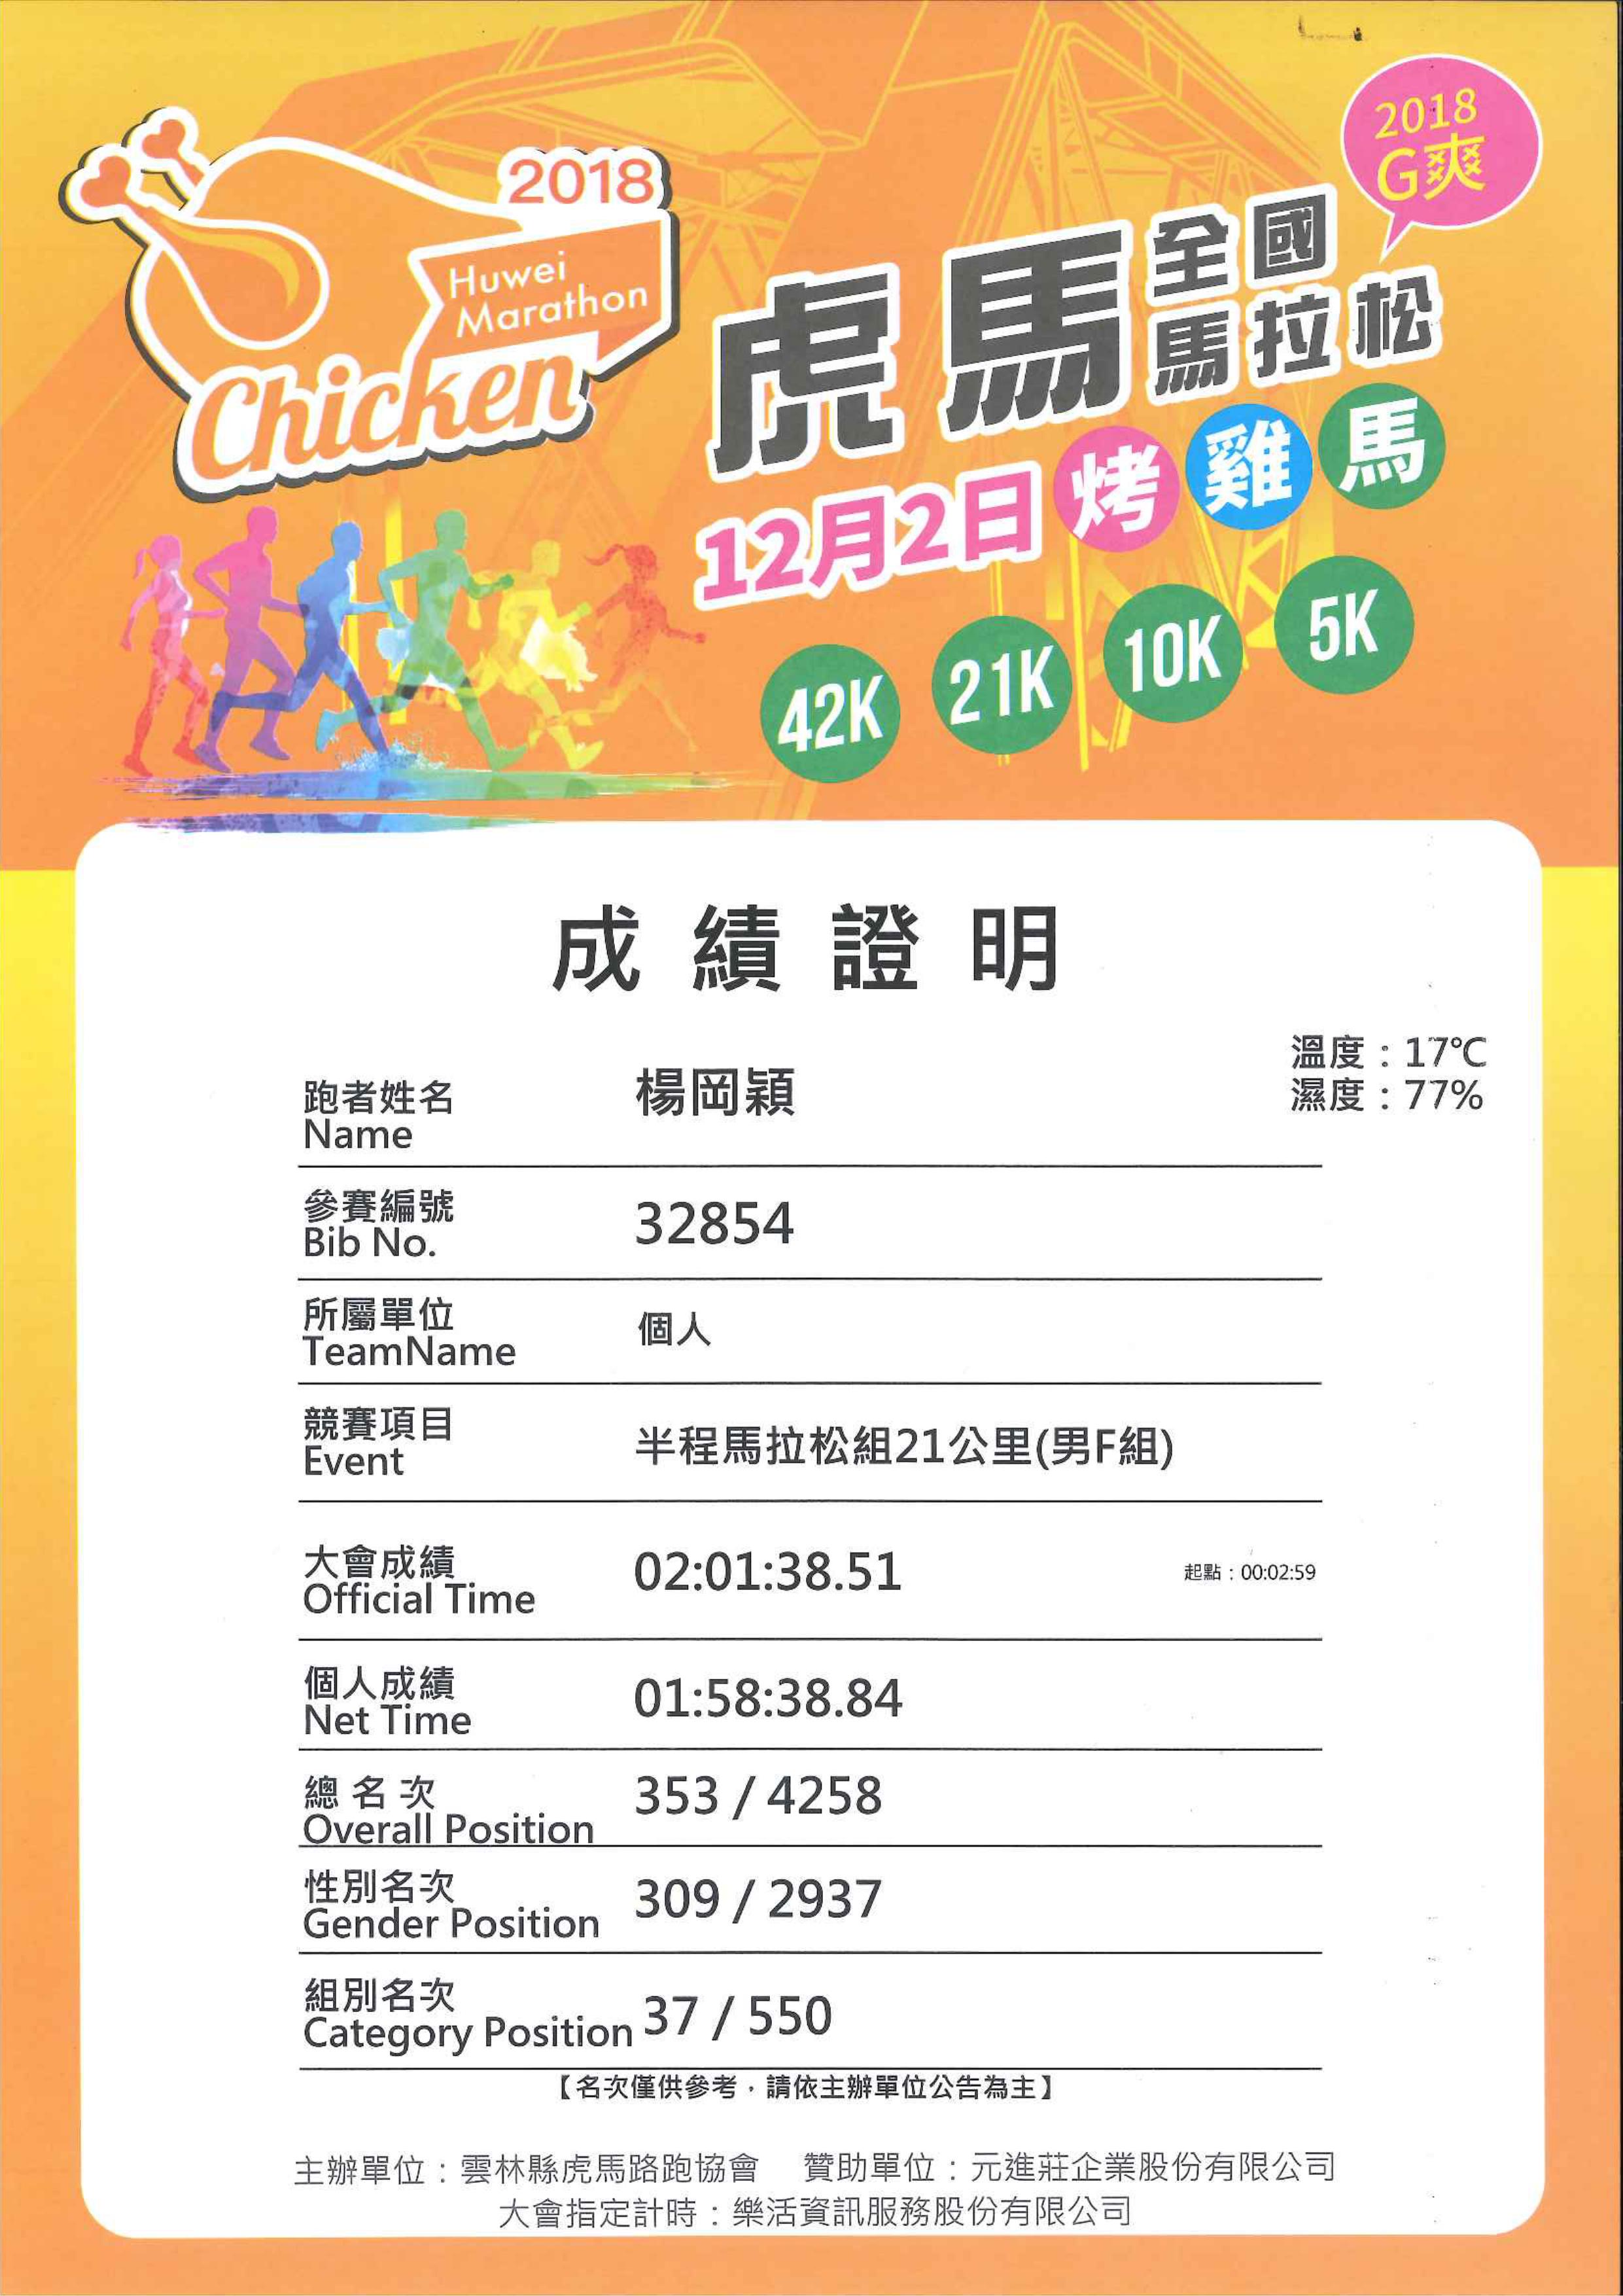 2018
Huwei
Marathon
Chicken
2018
G爽
虎馬
全國
馬拉松
12月2日 烤雞馬
42K 21K 10K 5K
成績證明
溫度：17℃
濕度：77%
跑者姓名 楊岡穎
Name
參賽編號 32854
Bib No.
所屬單位 個人
TeamName
競賽項目 半程馬拉松組21公里(男F組)
Event
大會成績 02:01:38.51 起點：00:02:59
Official Time
個人成績 01:58:38.84
Net Time
總名次 353 / 4258
Overall Position
性別名次 309 / 2937
Gender Position
組別名次 37 / 550
Category Position
【名次僅供參考，請依主辦單位公告為主】
主辦單位：雲林縣虎馬路跑協會 贊助單位：元進莊企業股份有限公司
大會指定計時：樂活資訊服務股份有限公司